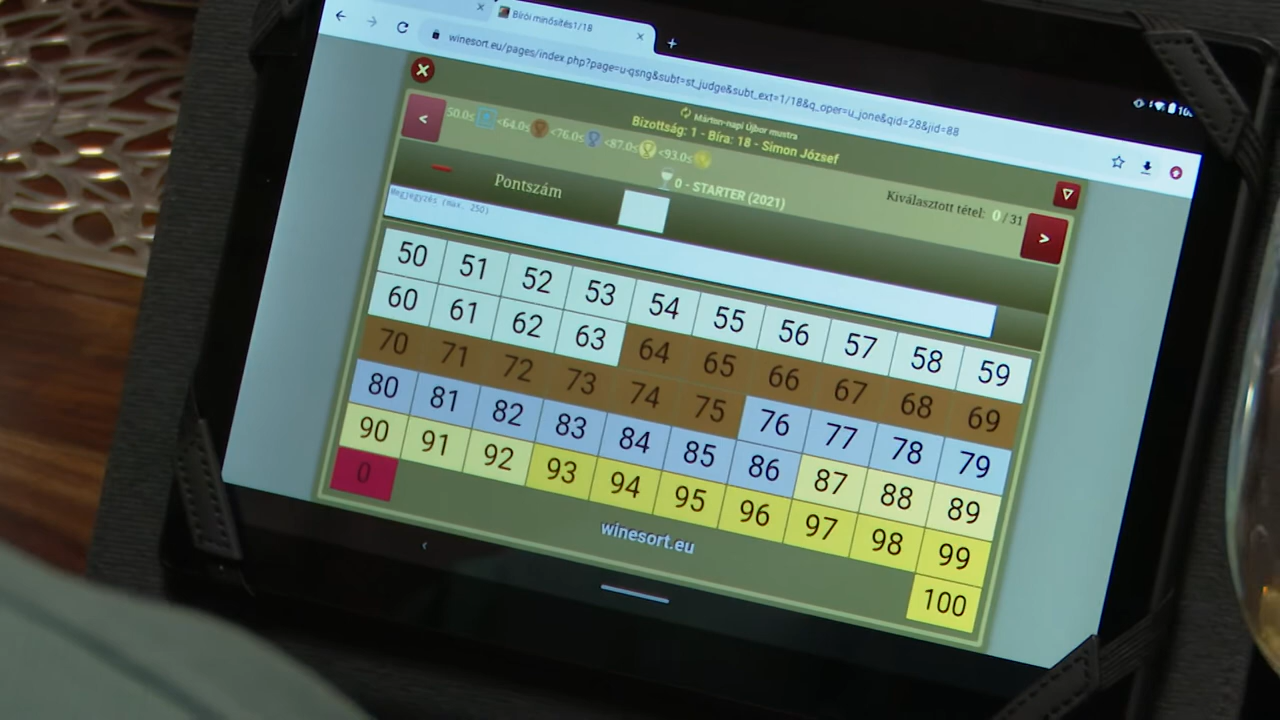 Bírói minősítés1/18
winesort.eu/pages/index.php?page=u-qsng&subt=st_judge&subt_ext=1/18&q_oper=u_jone&qid=28&jid=88
Márton-napi Újbor mustra
Bizottság: 1 - Bíra: 18 - Simon József
50.0≤ <64.0≤ <76.0≤ <87.0≤ <93.0≤
<
0 - STARTER (2021)
Kiválasztott tétel: 0 / 31
>
Pontszám
Megjegyzés (max. 250)
50 51 52 53 54 55 56 57 58 59
60 61 62 63 64 65 66 67 68 69
70 71 72 73 74 75 76 77 78 79
80 81 82 83 84 85 86 87 88 89
90 91 92 93 94 95 96 97 98 99
0 100
winesort.eu